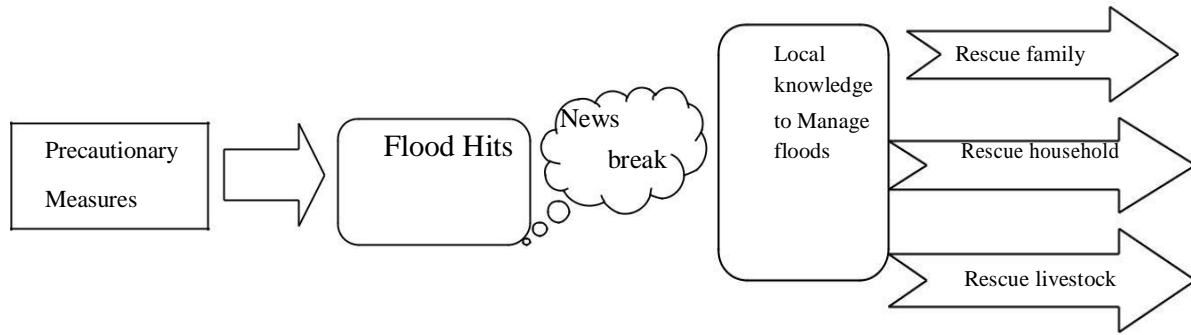 Precautionary
Measures
Flood Hits
News
break
Local
knowledge
to Manage
floods
Rescue family
Rescue household
Rescue livestock